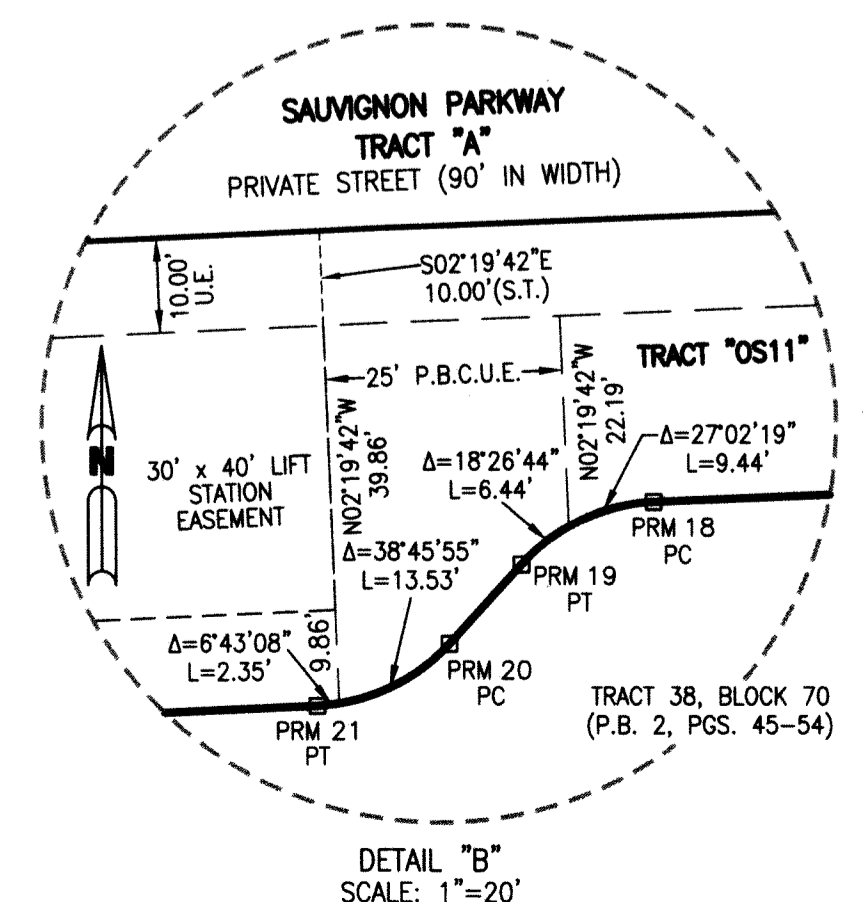 SAUVIGNON PARKWAY
TRACT "A"
PRIVATE STREET (90' IN WIDTH)
10.00'
U.E.
S02°19'42"E
10.00'(S.T.)
25' P.B.C.U.E.
TRACT "OS11"
N02°19'42"W
39.86'
N02°19'42"W
22.19'
N
30' x 40' LIFT
STATION
EASEMENT
Δ=18°26'44"
L=6.44'
Δ=27°02'19"
L=9.44'
Δ=38°45'55"
L=13.53'
PRM 18
PC
PRM 19
PT
Δ=6°43'08"
L=2.35'
9.86'
PRM 20
PC
PRM 21
PT
TRACT 38, BLOCK 70
(P.B. 2, PGS. 45-54)
DETAIL "B"
SCALE: 1"=20'